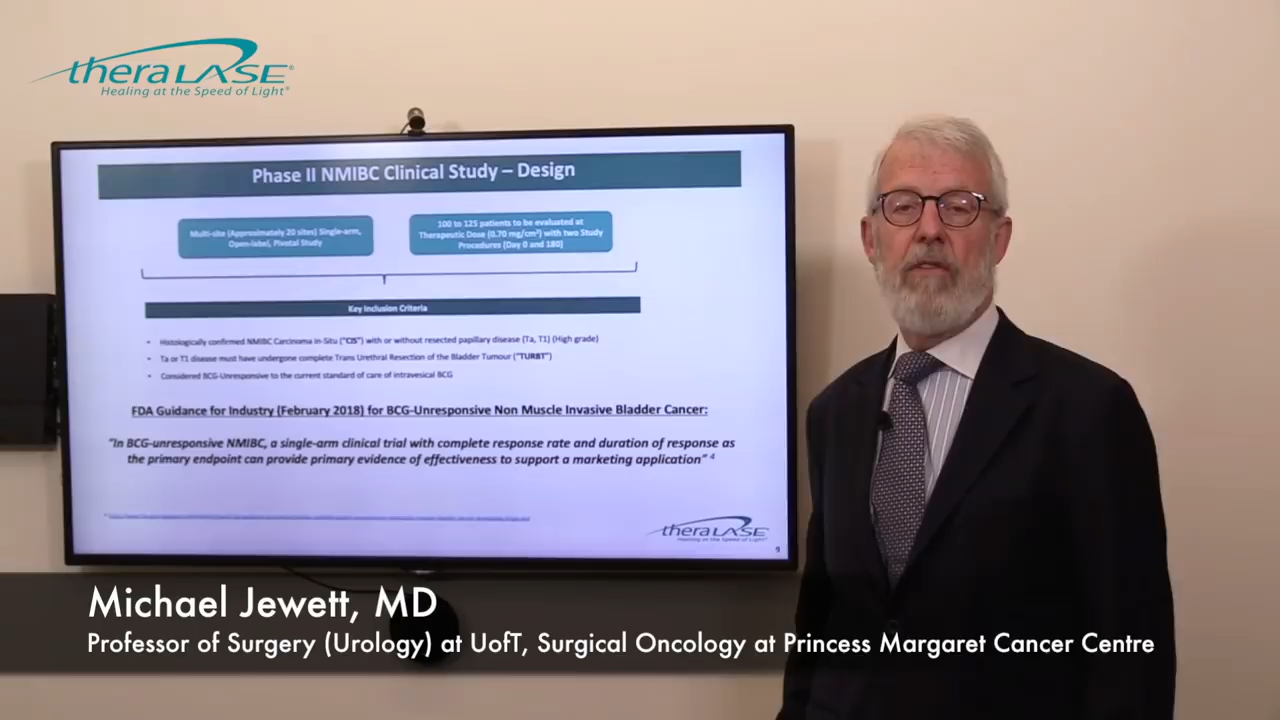 theraLASE®
Healing at the Speed of Light®
Phase II NMIBC Clinical Study – Design
Multi-site (Approximately 20 sites) Single-arm,
Open-label, Pivotal Study
100 to 125 patients to be evaluated at
Therapeutic Dose (0.70 mg/cm²) with two Study
Procedures (Day 0 and 180)
Key Inclusion Criteria
• Histologically confirmed NMIBC Carcinoma In-Situ ("CIS") with or without resected papillary disease (Ta, T1) (High grade)
• Ta or T1 disease must have undergone complete Trans Urethral Resection of the Bladder Tumour ("TURBT")
• Considered BCG-Unresponsive to the current standard of care of intravesical BCG
FDA Guidance for Industry (February 2018) for BCG-Unresponsive Non Muscle Invasive Bladder Cancer:
"In BCG-unresponsive NMIBC, a single-arm clinical trial with complete response rate and duration of response as
the primary endpoint can provide primary evidence of effectiveness to support a marketing application" 4
theraLASE
Healing at the Speed of Light
9
Michael Jewett, MD
Professor of Surgery (Urology) at UofT, Surgical Oncology at Princess Margaret Cancer Centre